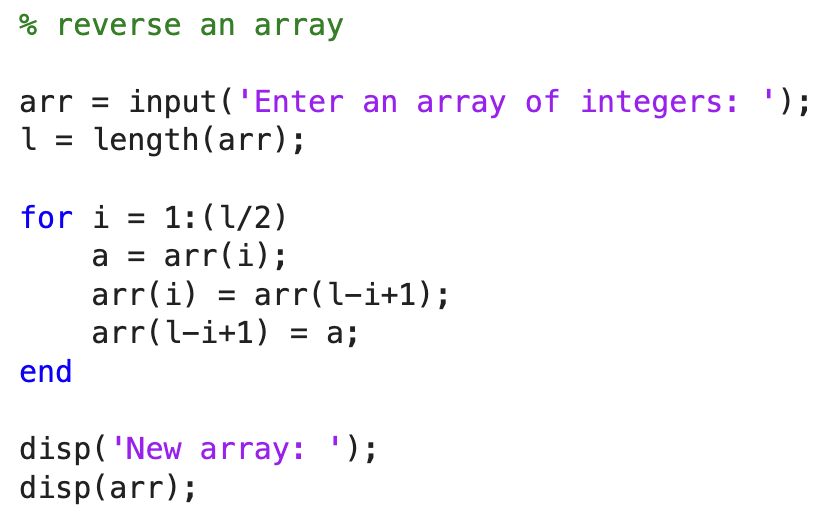 % reverse an array
arr = input('Enter an array of integers: ');
l = length(arr);
for i = 1:(l/2)
a = arr(i);
arr(i) = arr(l-i+1);
arr(l-i+1) = a;
end
disp('New array: ');
disp(arr);